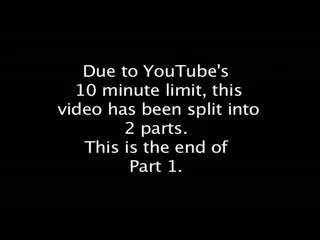 Due to YouTube's
10 minute limit, this
video has been split into
2 parts.
This is the end of
Part 1.